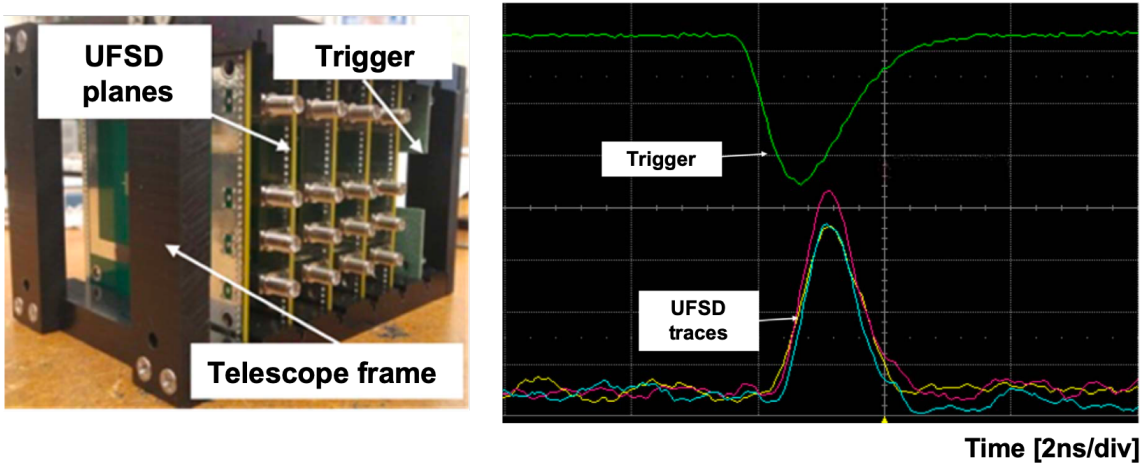 UFSD
planes
Trigger
Telescope frame
Trigger
UFSD
traces
Time [2ns/div]